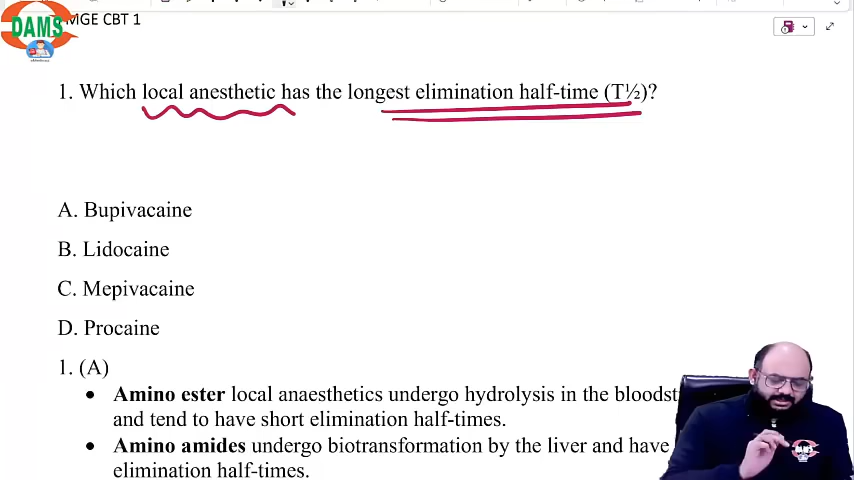 DAMS
MGE CBT 1
1. Which local anesthetic has the longest elimination half-time (T½)?
A. Bupivacaine
B. Lidocaine
C. Mepivacaine
D. Procaine
1. (A)
• Amino ester local anaesthetics undergo hydrolysis in the
and tend to have short elimination half-times.
• Amino amides undergo biotransformation by the liver and have
elimination half-times.